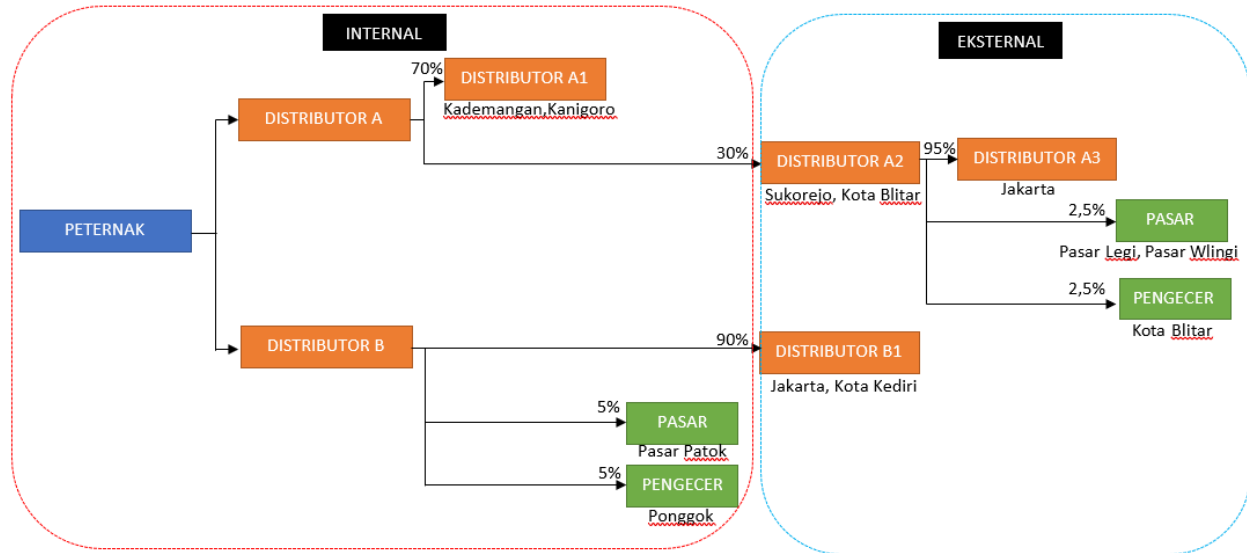 INTERNAL
EKSTERNAL
70%
DISTRIBUTOR A1
Kademangan,Kanigoro
DISTRIBUTOR A
30%
DISTRIBUTOR A2
Sukorejo, Kota Blitar
95%
DISTRIBUTOR A3
Jakarta
2,5%
PASAR
Pasar Legi, Pasar Wlingi
2,5%
PENGECER
Kota Blitar
PETERNAK
DISTRIBUTOR B
90%
DISTRIBUTOR B1
Jakarta, Kota Kediri
5%
PASAR
Pasar Patok
5%
PENGECER
Ponggok